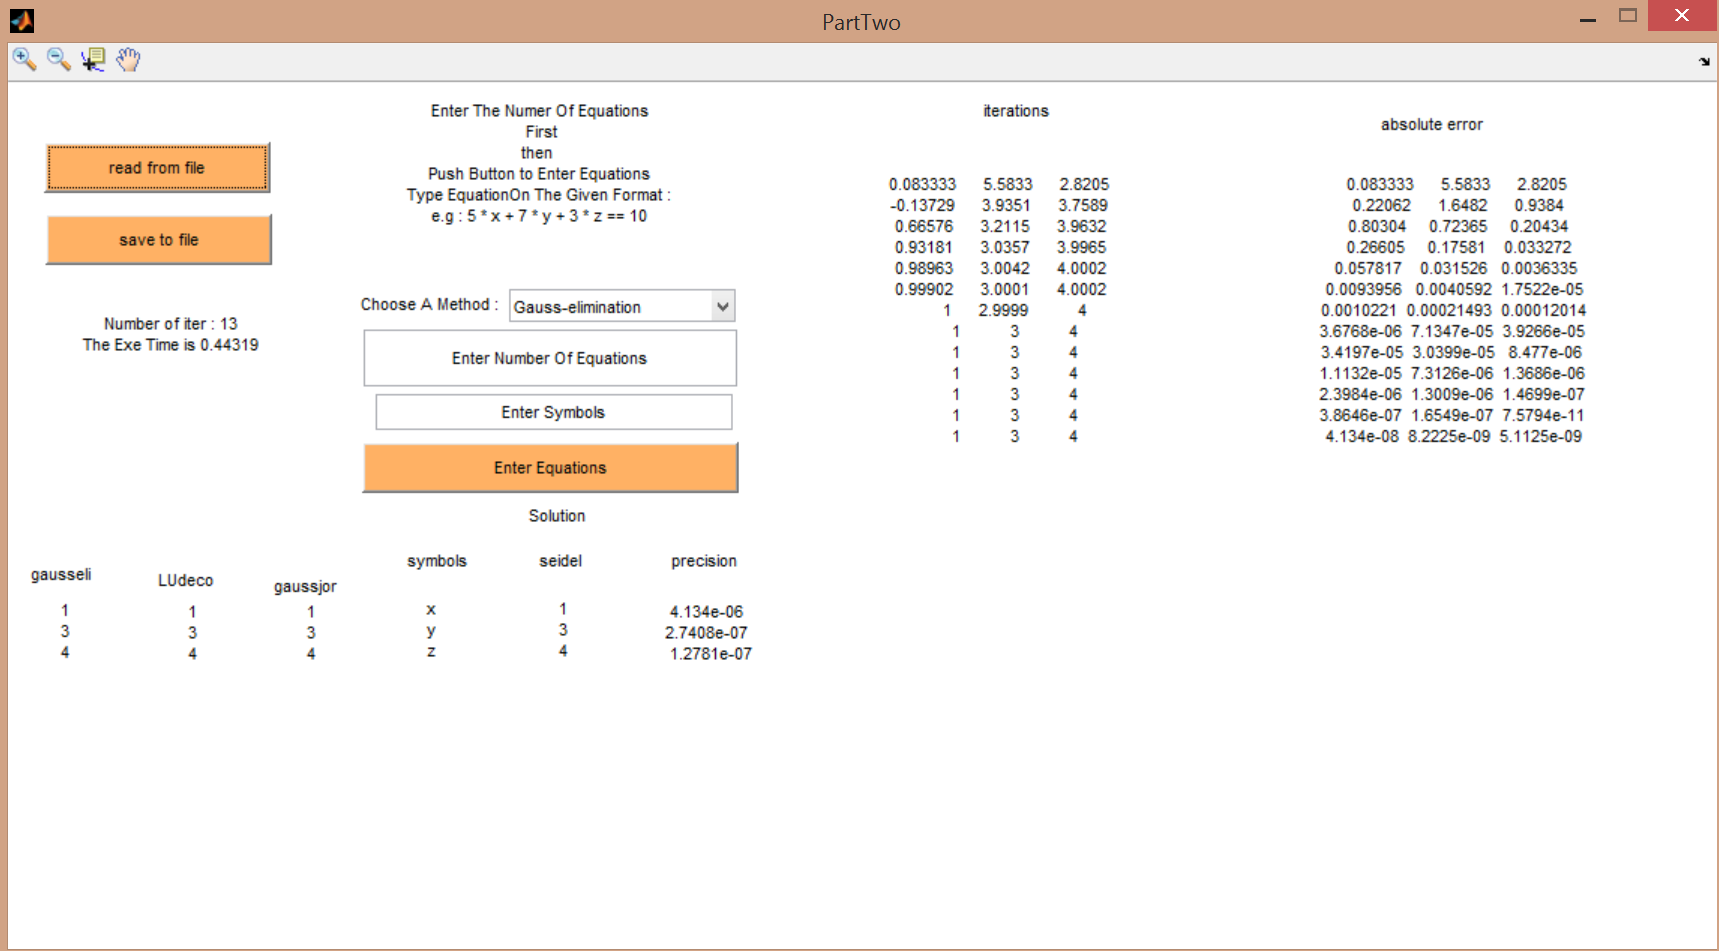 PartTwo
read from file
save to file
Number of iter : 13
The Exe Time is 0.44319
Enter The Numer Of Equations
First
then
Push Button to Enter Equations
Type EquationOn The Given Format :
e.g : 5 * x + 7 * y + 3 * z == 10
Choose A Method :
Gauss-elimination
Enter Number Of Equations
Enter Symbols
Enter Equations
Solution
gausseli LUdeco gaussjor symbols seidel precision
1 1 1 x 1 4.134e-06
3 3 3 y 3 2.7408e-07
4 4 4 z 4 1.2781e-07
iterations
0.083333 5.5833 2.8205
-0.13729 3.9351 3.7589
0.66576 3.2115 3.9632
0.93181 3.0357 3.9965
0.98963 3.0042 4.0002
0.99902 3.0001 4.0002
1 2.9999 4
1 3 4
1 3 4
1 3 4
1 3 4
1 3 4
1 3 4
absolute error
0.083333 5.5833 2.8205
0.22062 1.6482 0.9384
0.80304 0.72365 0.20434
0.26605 0.17581 0.033272
0.057817 0.031526 0.0036335
0.0093956 0.0040592 1.7522e-05
0.0010221 0.00021493 0.00012014
3.6768e-06 7.1347e-05 3.9266e-05
3.4197e-05 3.0399e-05 8.477e-06
1.1132e-05 7.3126e-06 1.3686e-06
2.3984e-06 1.3009e-06 1.4699e-07
3.8646e-07 1.6549e-07 7.5794e-11
4.134e-08 8.2225e-09 5.1125e-09